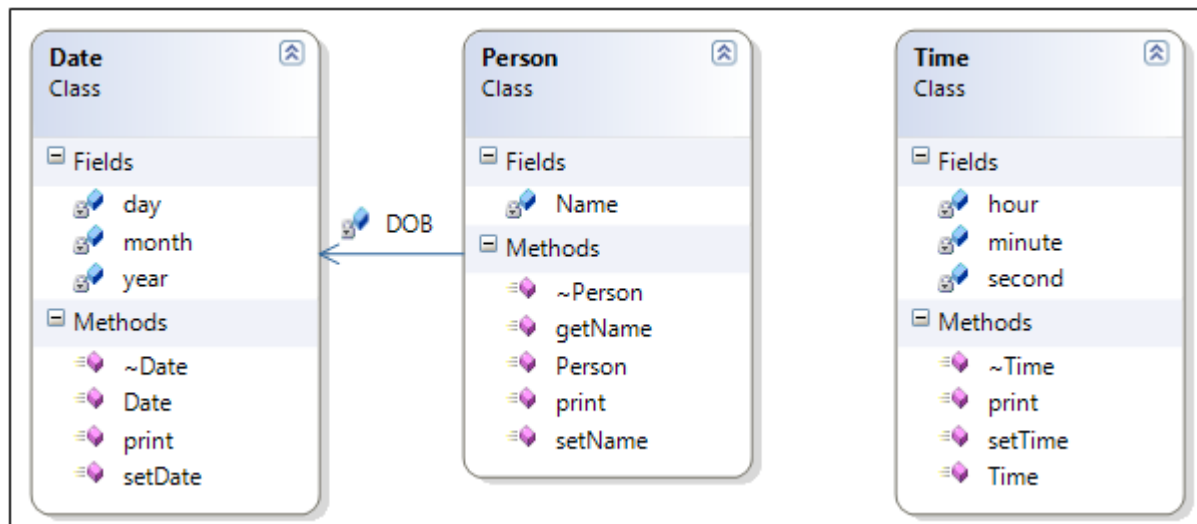 Date
Class
Fields
day
month
year
Methods
~Date
Date
print
setDate
DOB
Person
Class
Fields
Name
Methods
~Person
getName
Person
print
setName
Time
Class
Fields
hour
minute
second
Methods
~Time
print
setTime
Time